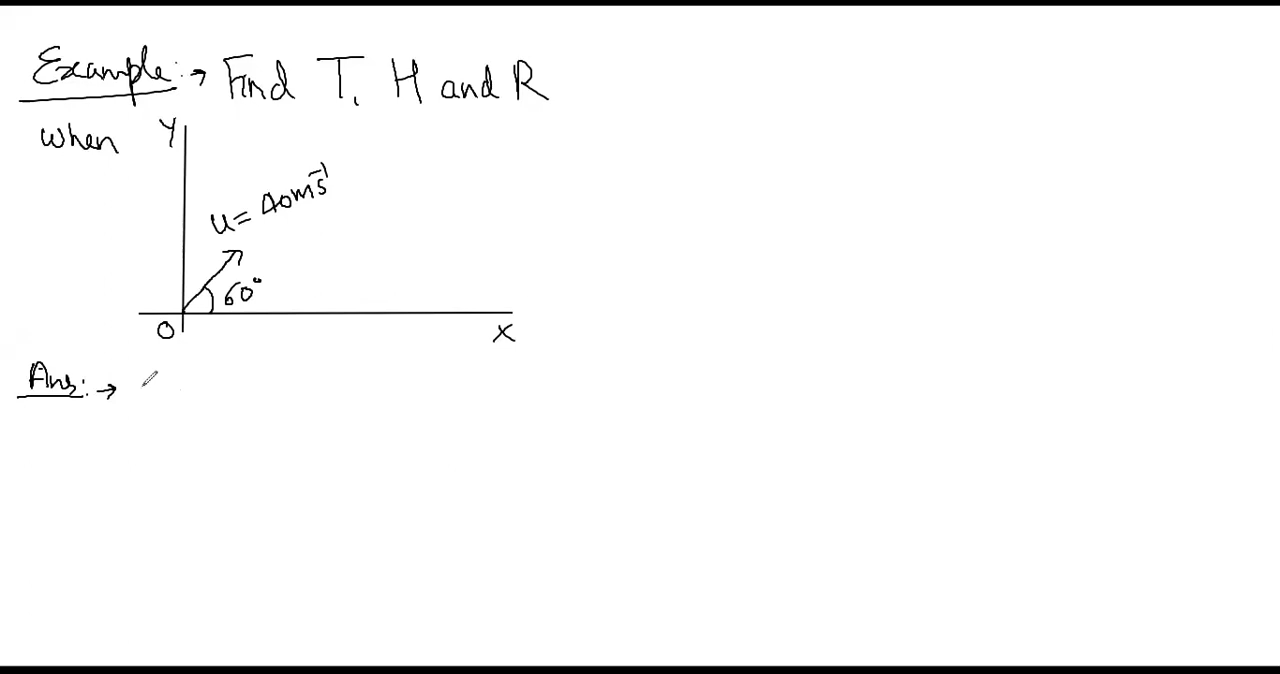 Example:→ Find T, H and R
When
Y
u = 40ms⁻¹
60°
O
X
Ans:→